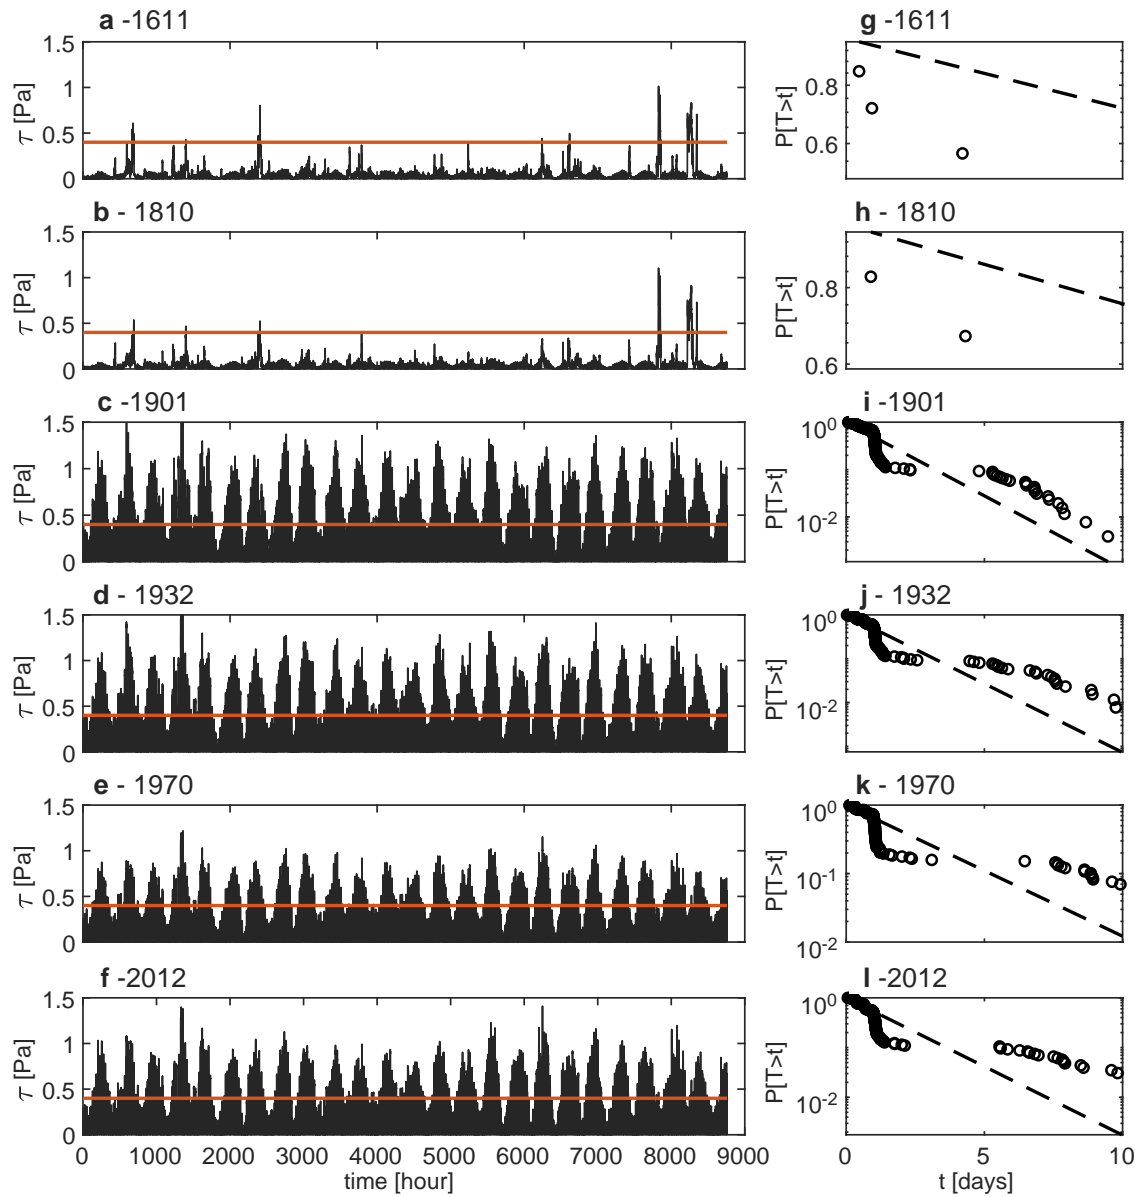 a -1611
1.5
1
0.5
0
τ [Pa]
g -1611
0.8
0.6
P[T>t]
b - 1810
1.5
1
0.5
0
τ [Pa]
h - 1810
0.8
0.6
P[T>t]
c -1901
1.5
1
0.5
0
τ [Pa]
i -1901
10^0
10^-2
P[T>t]
d - 1932
1.5
1
0.5
0
τ [Pa]
j - 1932
10^0
10^-2
P[T>t]
e - 1970
1.5
1
0.5
0
τ [Pa]
k - 1970
10^0
10^-1
10^-2
P[T>t]
f -2012
1.5
1
0.5
0
τ [Pa]
0 1000 2000 3000 4000 5000 6000 7000 8000 9000
time [hour]
l -2012
10^0
10^-2
P[T>t]
0 5 10
t [days]